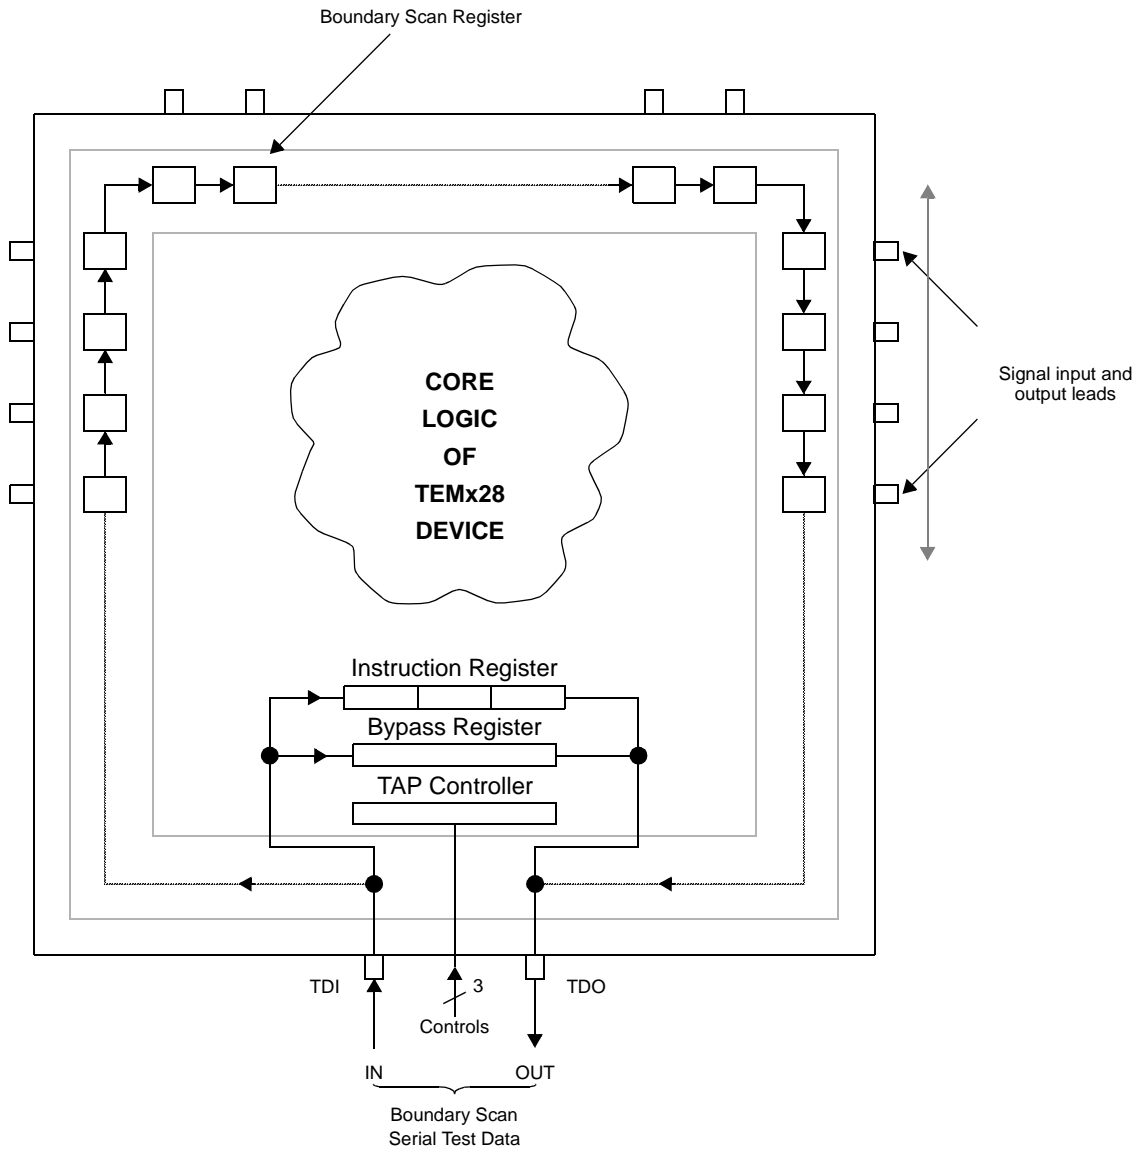 Boundary Scan Register
Signal input and
output leads
CORE
LOGIC
OF
TEMx28
DEVICE
Instruction Register
Bypass Register
TAP Controller
TDI
3
TDO
Controls
IN
OUT
Boundary Scan
Serial Test Data